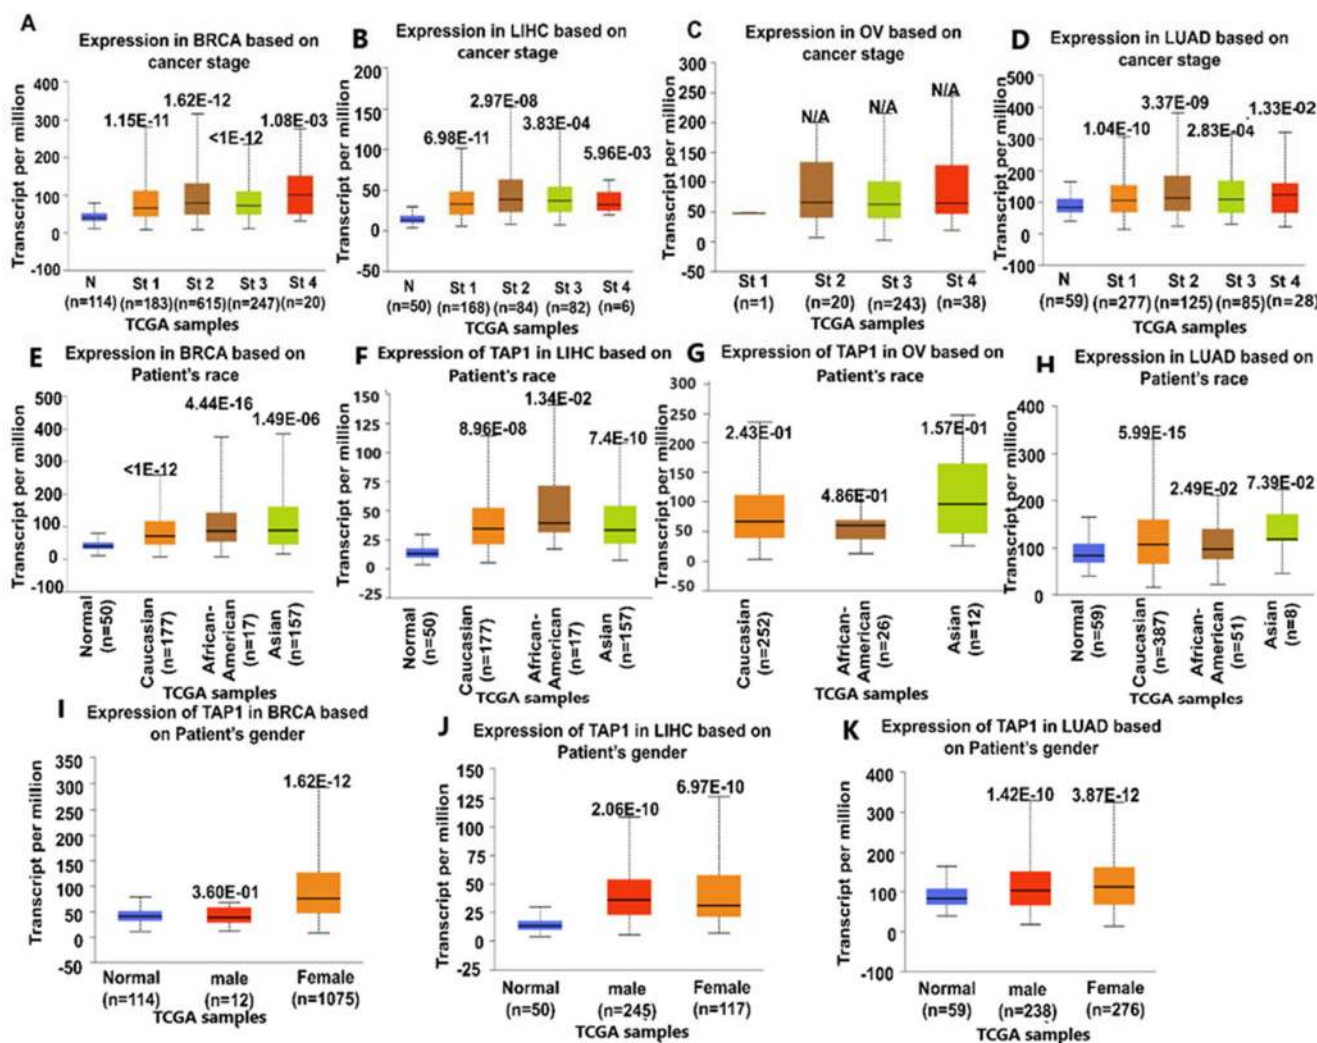 A
Expression in BRCA based on
cancer stage
Transcript per million
400
300
200
100
0
-100
1.15E-11
1.62E-12
<1E-12
1.08E-03
N
St 1
St 2
St 3
St 4
(n=114)
(n=183)
(n=615)
(n=247)
(n=20)
TCGA samples
B
Expression in LIHC based on
cancer stage
Transcript per million
200
150
100
50
0
-50
6.98E-11
2.97E-08
3.83E-04
5.96E-03
N
St 1
St 2
St 3
St 4
(n=50)
(n=168)
(n=84)
(n=82)
(n=6)
TCGA samples
C
Expression in OV based on
cancer stage
Transcript per million
300
250
200
150
100
50
0
-50
N/A
N/A
N/A
St 1
St 2
St 3
St 4
(n=1)
(n=20)
(n=243)
(n=38)
TCGA samples
D
Expression in LUAD based on
cancer stage
Transcript per million
500
400
300
200
100
0
-100
1.04E-10
3.37E-09
2.83E-04
1.33E-02
N
St 1
St 2
St 3
St 4
(n=59)
(n=277)
(n=125)
(n=85)
(n=28)
TCGA samples
E
Expression in BRCA based on
Patient's race
Transcript per million
500
400
300
200
100
0
-100
<1E-12
4.44E-16
1.49E-06
Normal
(n=50)
Caucasian
(n=177)
African-
American
(n=17)
Asian
(n=157)
TCGA samples
F
Expression of TAP1 in LIHC based on
Patient's race
Transcript per million
150
125
100
75
50
25
0
-25
8.96E-08
1.34E-02
7.4E-10
Normal
(n=50)
Caucasian
(n=177)
African-
American
(n=17)
Asian
(n=157)
TCGA samples
G
Expression of TAP1 in OV based on
Patient's race
Transcript per million
300
250
200
150
100
50
0
-50
2.43E-01
4.86E-01
1.57E-01
Caucasian
(n=252)
African-
American
(n=26)
Asian
(n=12)
TCGA samples
H
Expression in LUAD based on
Patient's race
Transcript per million
400
300
200
100
0
5.99E-15
2.49E-02
7.39E-02
Normal
(n=59)
Caucasian
(n=387)
African-
American
(n=51)
Asian
(n=8)
TCGA samples
I
Expression of TAP1 in BRCA based
on Patient's gender
Transcript per million
350
300
250
200
150
100
50
0
-50
3.60E-01
1.62E-12
Normal
male
Female
(n=114)
(n=12)
(n=1075)
TCGA samples
J
Expression of TAP1 in LIHC based on
Patient's gender
Transcript per million
150
125
100
75
50
25
0
-25
2.06E-10
6.97E-10
Normal
male
Female
(n=50)
(n=245)
(n=117)
TCGA samples
K
Expression of TAP1 in LUAD based
on Patient's gender
Transcript per million
400
300
200
100
0
-100
1.42E-10
3.87E-12
Normal
male
Female
(n=59)
(n=238)
(n=276)
TCGA samples